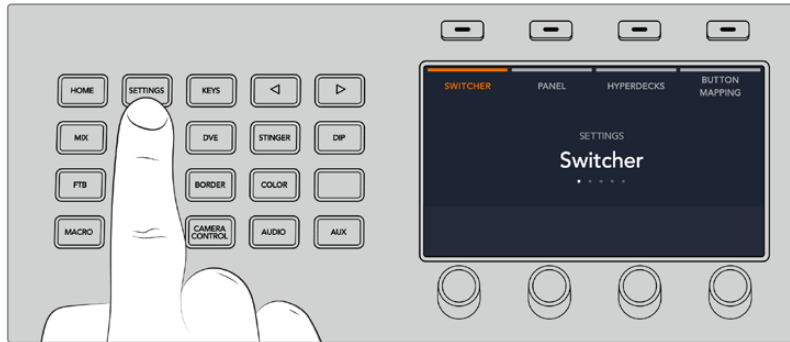 HOME
SETTINGS
KEYS
MIX
DVE
STINGER
DIP
FTB
BORDER
COLOR
MACRO
CAMERA
CONTROL
AUDIO
AUX
SWITCHER
PANEL
HYPERDECKS
BUTTON
MAPPING
SETTINGS
Switcher